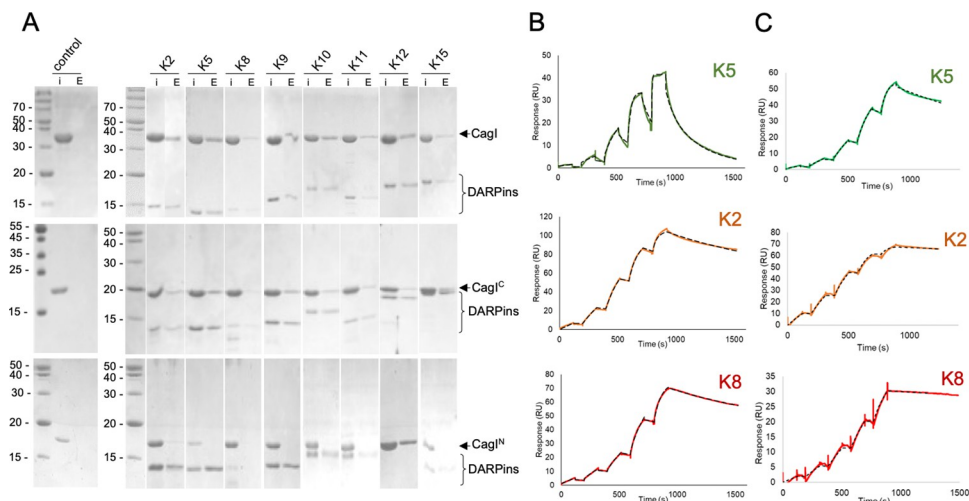 A
control K2 K5 K8 K9 K10 K11 K12 K15
i E i E i E i E i E i E i E i E i E
70 -
50 -
40 -
30 -
20 -
15 -
70 -
50 -
40 -
30 -
20 -
15 -
CagI
DARPins
55 -
45 -
35 -
25 -
20 -
15 -
50 -
40 -
30 -
20 -
15 -
CagIᶜ
DARPins
50 -
40 -
30 -
20 -
15 -
50 -
40 -
30 -
20 -
15 -
CagIᴺ
DARPins
B
K5
Response (RU)
50
40
30
20
10
0
0 500 1000 1500
Time (s)
K2
Response (RU)
120
100
80
60
40
20
0
0 500 1000 1500
Time (s)
K8
Response (RU)
80
70
60
50
40
30
20
10
0
0 500 1000 1500
Time (s)
C
K5
Response (RU)
60
50
40
30
20
10
0
0 500 1000 1500
Time (s)
K2
Response (RU)
80
70
60
50
40
30
20
10
0
0 500 1000 1500
Time (s)
K8
Response (RU)
35
30
25
20
15
10
5
0
0 500 1000 1500
Time (s)